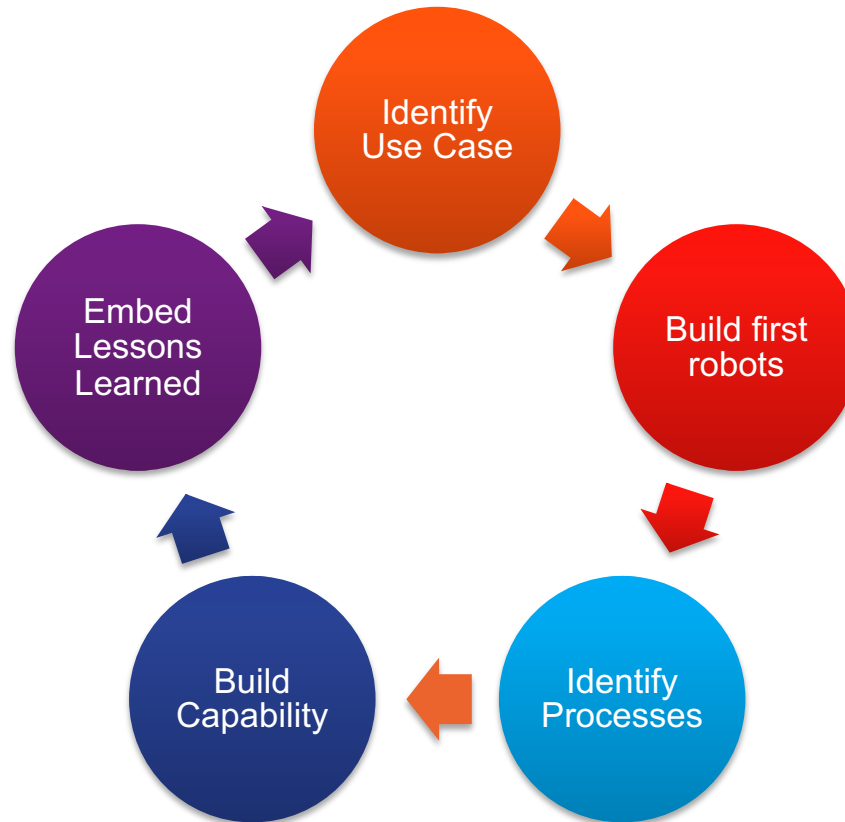 Identify
Use Case
Build first
robots
Identify
Processes
Build
Capability
Embed
Lessons
Learned